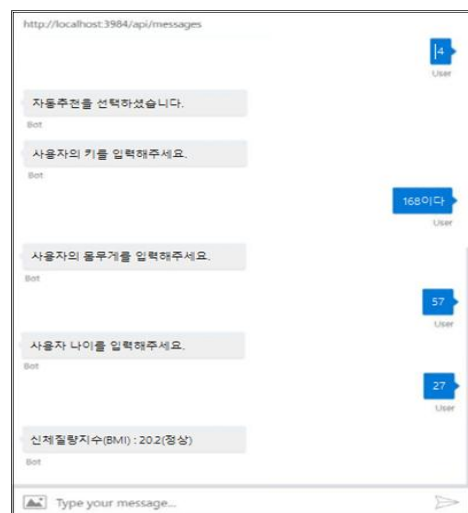 http://localhost:3984/api/messages
4
User
자동추천을 선택하셨습니다.
Bot
사용자의 키를 입력해주세요.
Bot
168이다
User
사용자의 몸무게를 입력해주세요.
Bot
57
User
사용자 나이를 입력해주세요.
Bot
27
User
신체질량지수(BMI) : 20.2(정상)
Bot
Type your message...